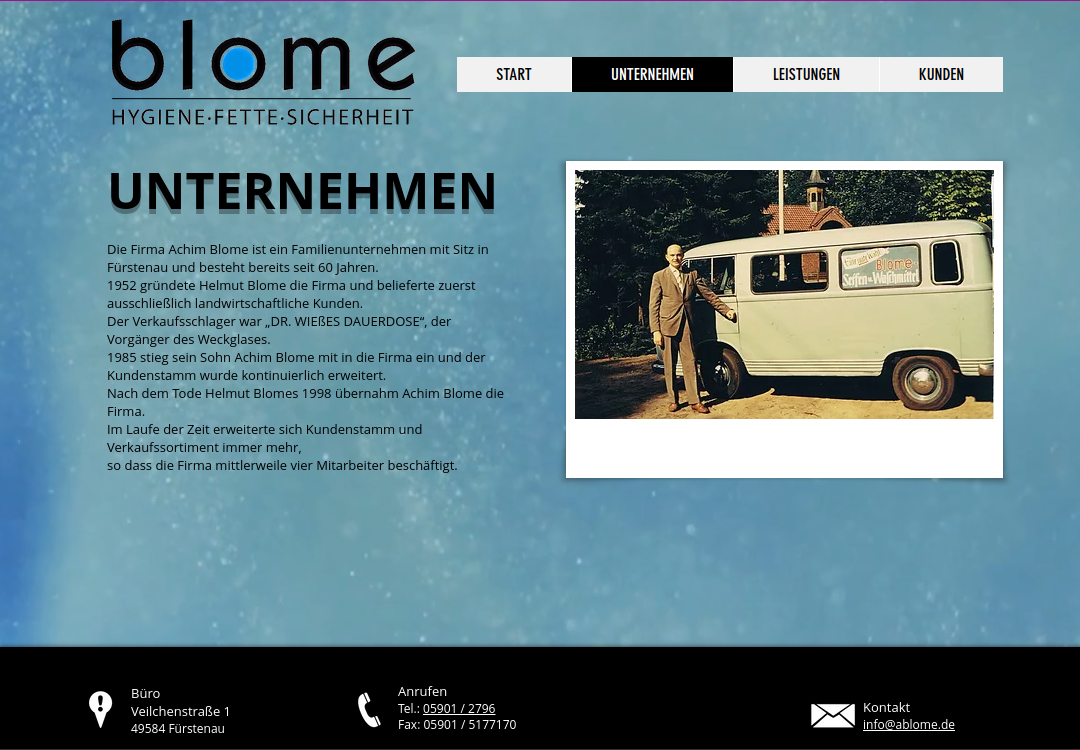 blome
HYGIENE·FETTE·SICHERHEIT
START
UNTERNEHMEN
LEISTUNGEN
KUNDEN
UNTERNEHMEN
Die Firma Achim Blome ist ein Familienunternehmen mit Sitz in
Fürstenau und besteht bereits seit 60 Jahren.
1952 gründete Helmut Blome die Firma und belieferte zuerst
ausschließlich landwirtschaftliche Kunden.
Der Verkaufsschlager war „DR. WIEßES DAUERDOSE“, der
Vorgänger des Weckglases.
1985 stieg sein Sohn Achim Blome mit in die Firma ein und der
Kundenstamm wurde kontinuierlich erweitert.
Nach dem Tode Helmut Blomes 1998 übernahm Achim Blome die
Firma.
Im Laufe der Zeit erweiterte sich Kundenstamm und
Verkaufssortiment immer mehr,
so dass die Firma mittlerweile vier Mitarbeiter beschäftigt.
Blome
Seifen Waschmittel
Büro
Veilchenstraße 1
49584 Fürstenau
Anrufen
Tel.: 05901 / 2796
Fax: 05901 / 5177170
Kontakt
info@ablome.de